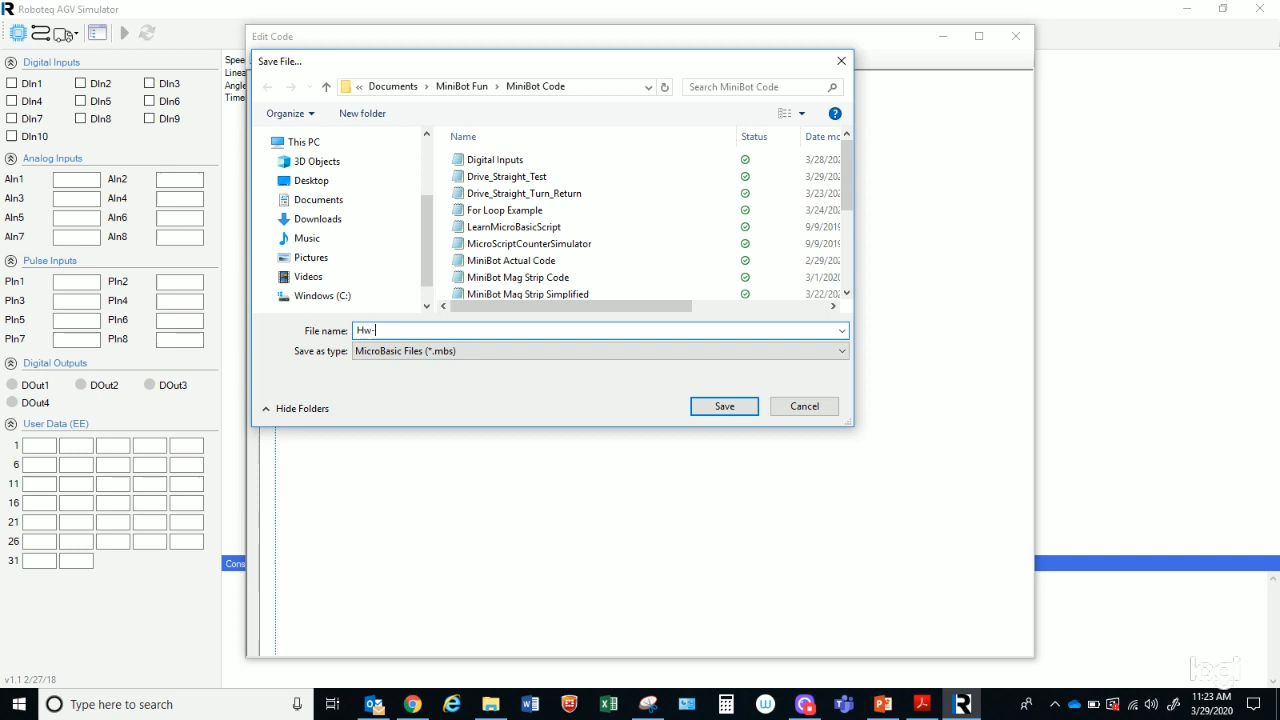 Roboteq AGV Simulator
Edit Code
Save File...
« Documents > MiniBot Fun > MiniBot Code
Search MiniBot Code
Organize
New folder
Name
Status
This PC
3D Objects
Desktop
Documents
Downloads
Music
Pictures
Videos
Windows (C:)
Digital Inputs 3/28/202
Drive_Straight_Test 3/29/202
Drive_Straight_Turn_Return 3/23/202
For Loop Example 3/24/202
LearnMicroBasicScript 9/9/2019
MicroScriptCounterSimulator 9/9/2019
MiniBot Actual Code 2/29/202
MiniBot Mag Strip Code 3/1/2020
MiniBot Mag Strip Simplified 3/22/202
File name: Hw-
Save as type: MicroBasic Files (*.mbs)
Hide Folders
Save
Cancel
Digital Inputs
DIn1 DIn2 DIn3
DIn4 DIn5 DIn6
DIn7 DIn8 DIn9
DIn10
Analog Inputs
AIn1 AIn2
AIn3 AIn4
AIn5 AIn6
AIn7 AIn8
Pulse Inputs
PIn1 PIn2
PIn3 PIn4
PIn5 PIn6
PIn7 PIn8
Digital Outputs
DOut1 DOut2 DOut3
DOut4
User Data (EE)
1
6
11
16
21
26
31
Spee
Linea
Angle
Time
Cons
v1.1 2/27/18
Type here to search
11:23 AM
3/29/2020